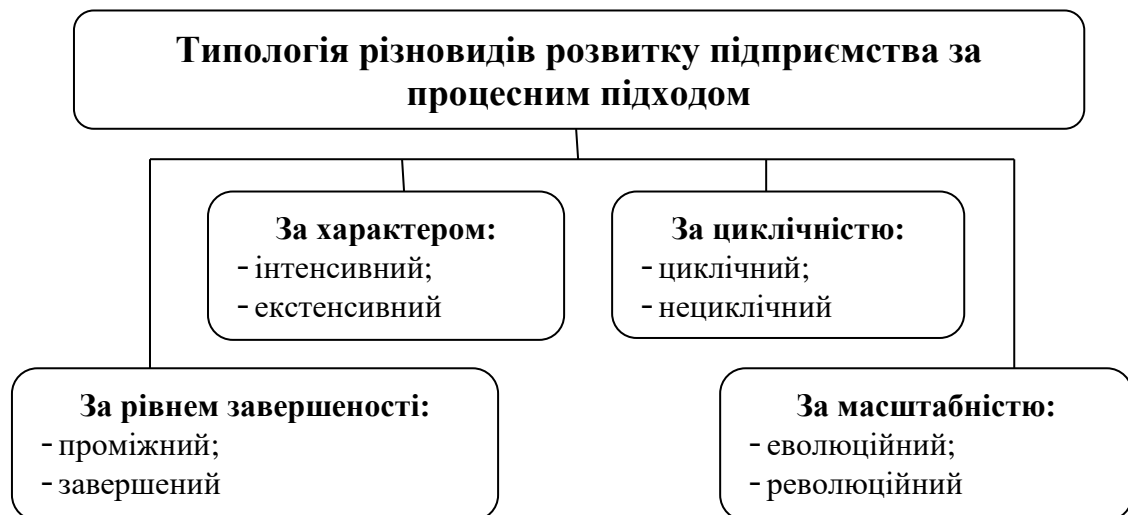 Типологія різновидів розвитку підприємства за
процесним підходом
За характером:
- інтенсивний;
- екстенсивний
За циклічністю:
- циклічний;
- нециклічний
За рівнем завершеності:
- проміжний;
- завершений
За масштабністю:
- еволюційний;
- революційний